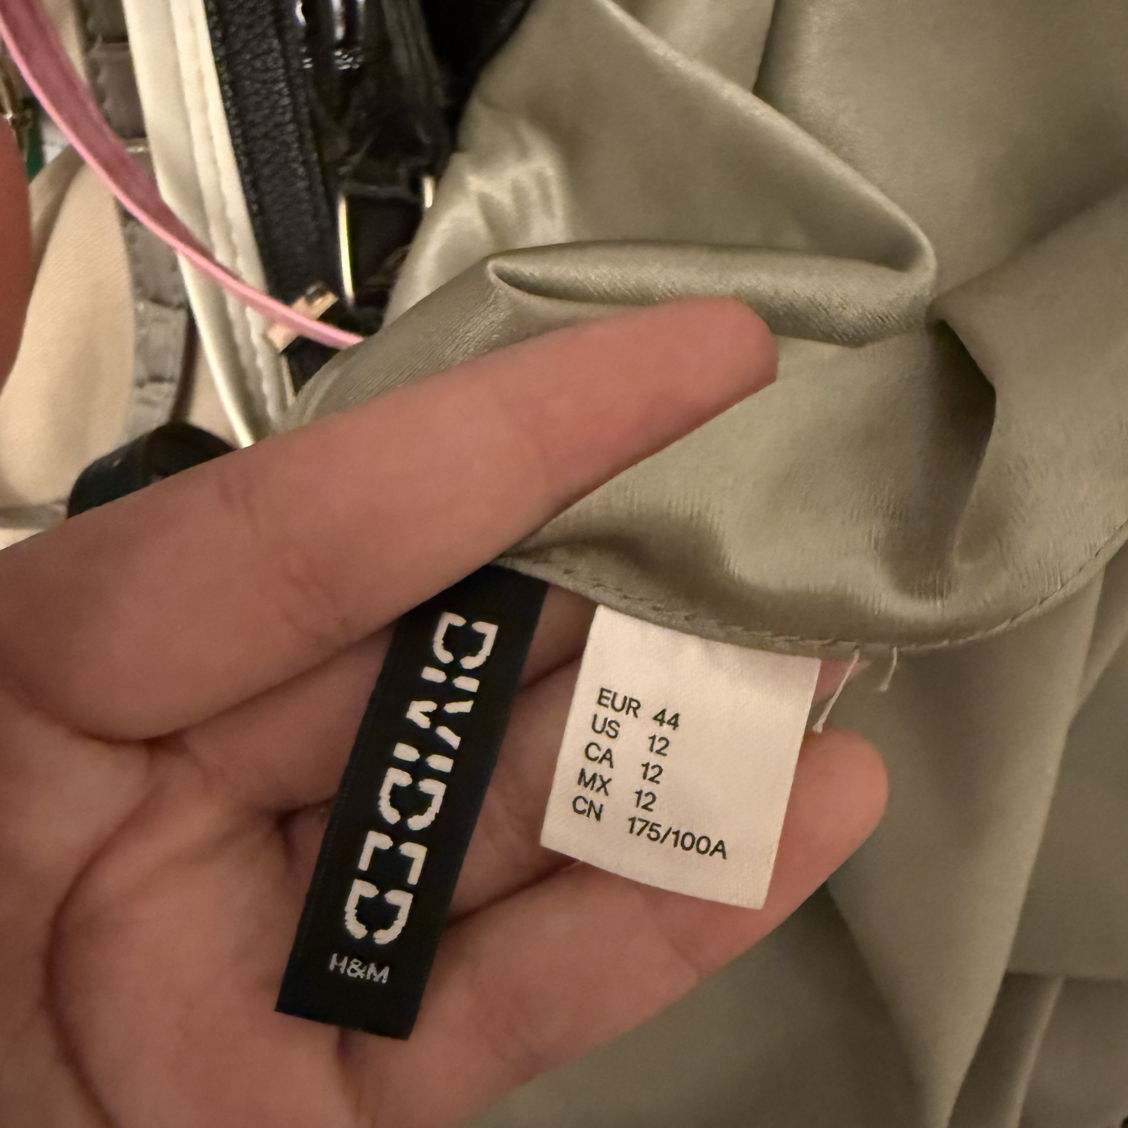 DIVIDED
H&M
EUR 44
US 12
CA 12
MX 12
CN 175/100A